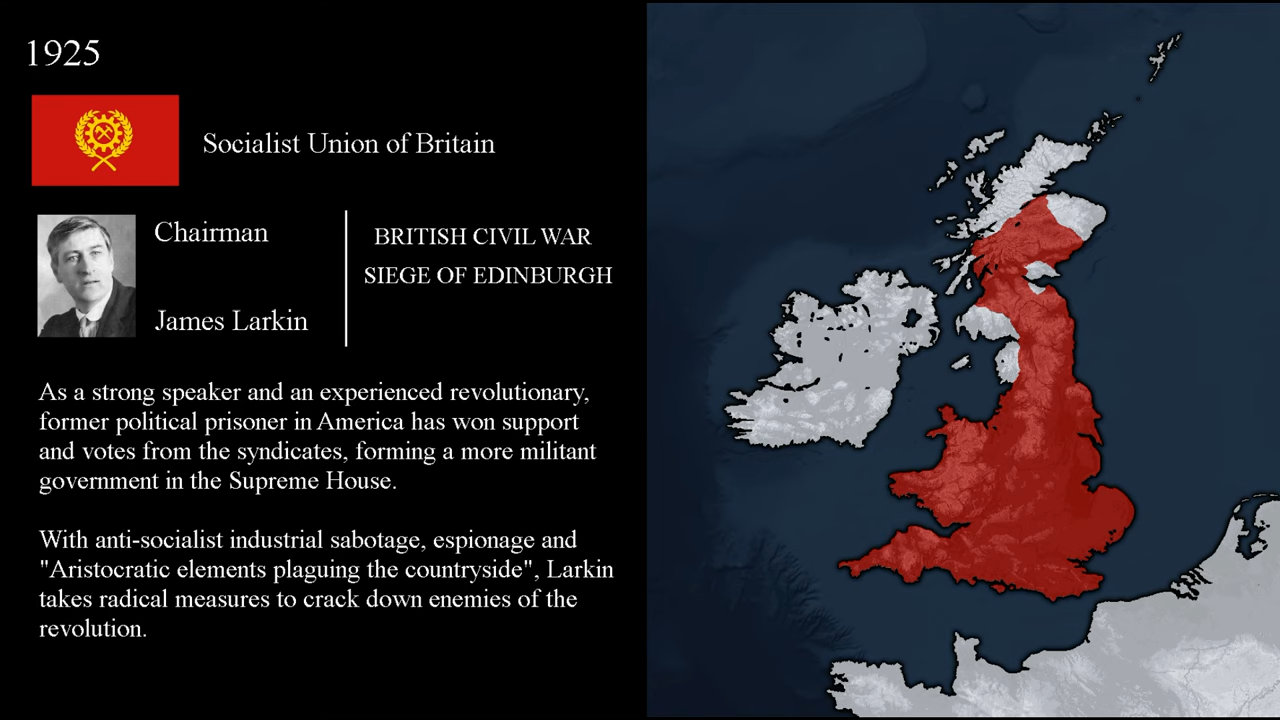 1925
Socialist Union of Britain
Chairman
James Larkin
BRITISH CIVIL WAR
SIEGE OF EDINBURGH
As a strong speaker and an experienced revolutionary,
former political prisoner in America has won support
and votes from the syndicates, forming a more militant
government in the Supreme House.
With anti-socialist industrial sabotage, espionage and
"Aristocratic elements plaguing the countryside", Larkin
takes radical measures to crack down enemies of the
revolution.